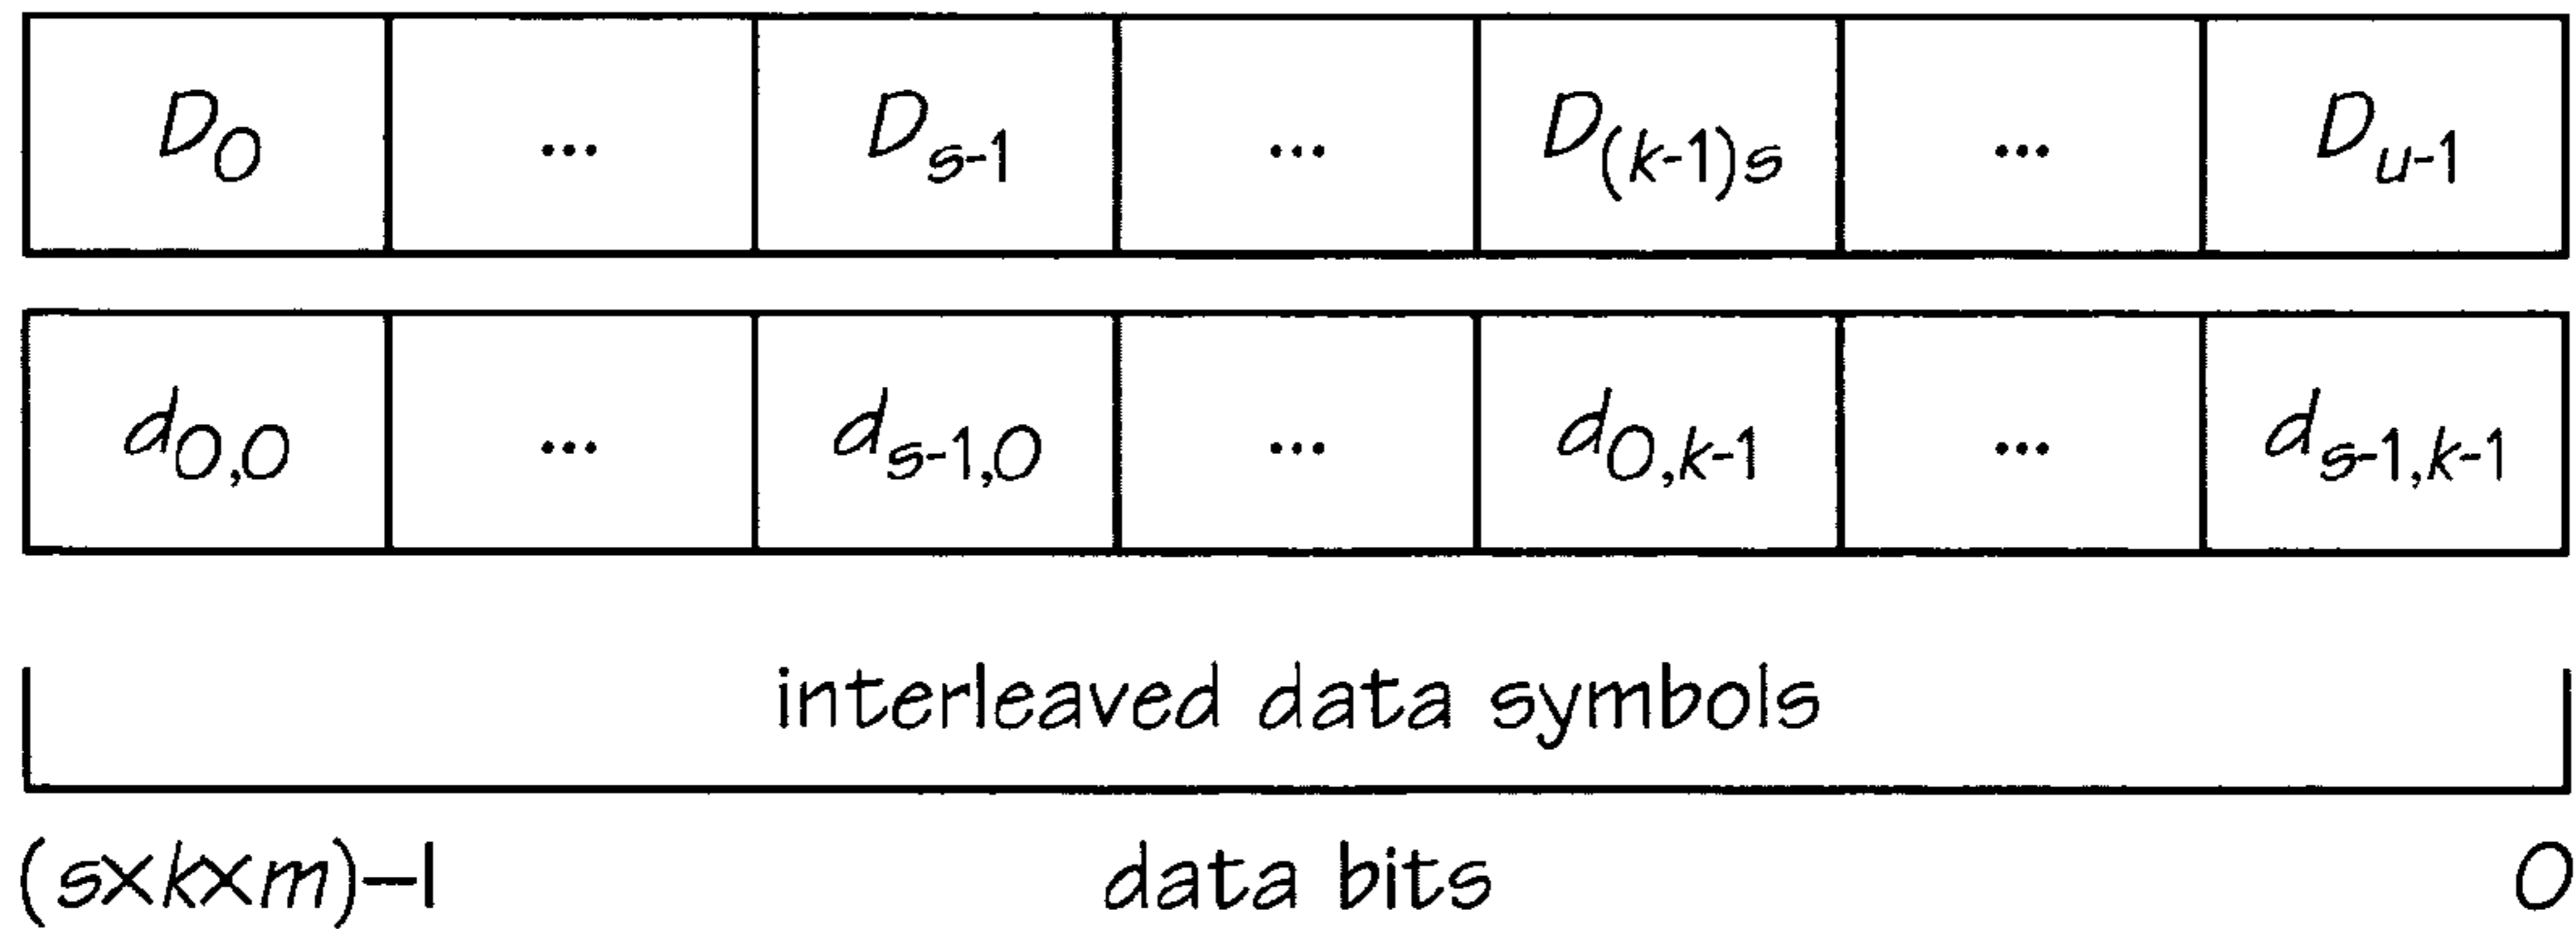 D0 ... Ds-1 ... D(k-1)s ... Du-1
d0,0 ... ds-1,0 ... d0,k-1 ... ds-1,k-1
interleaved data symbols
(s×k×m)–1 data bits 0